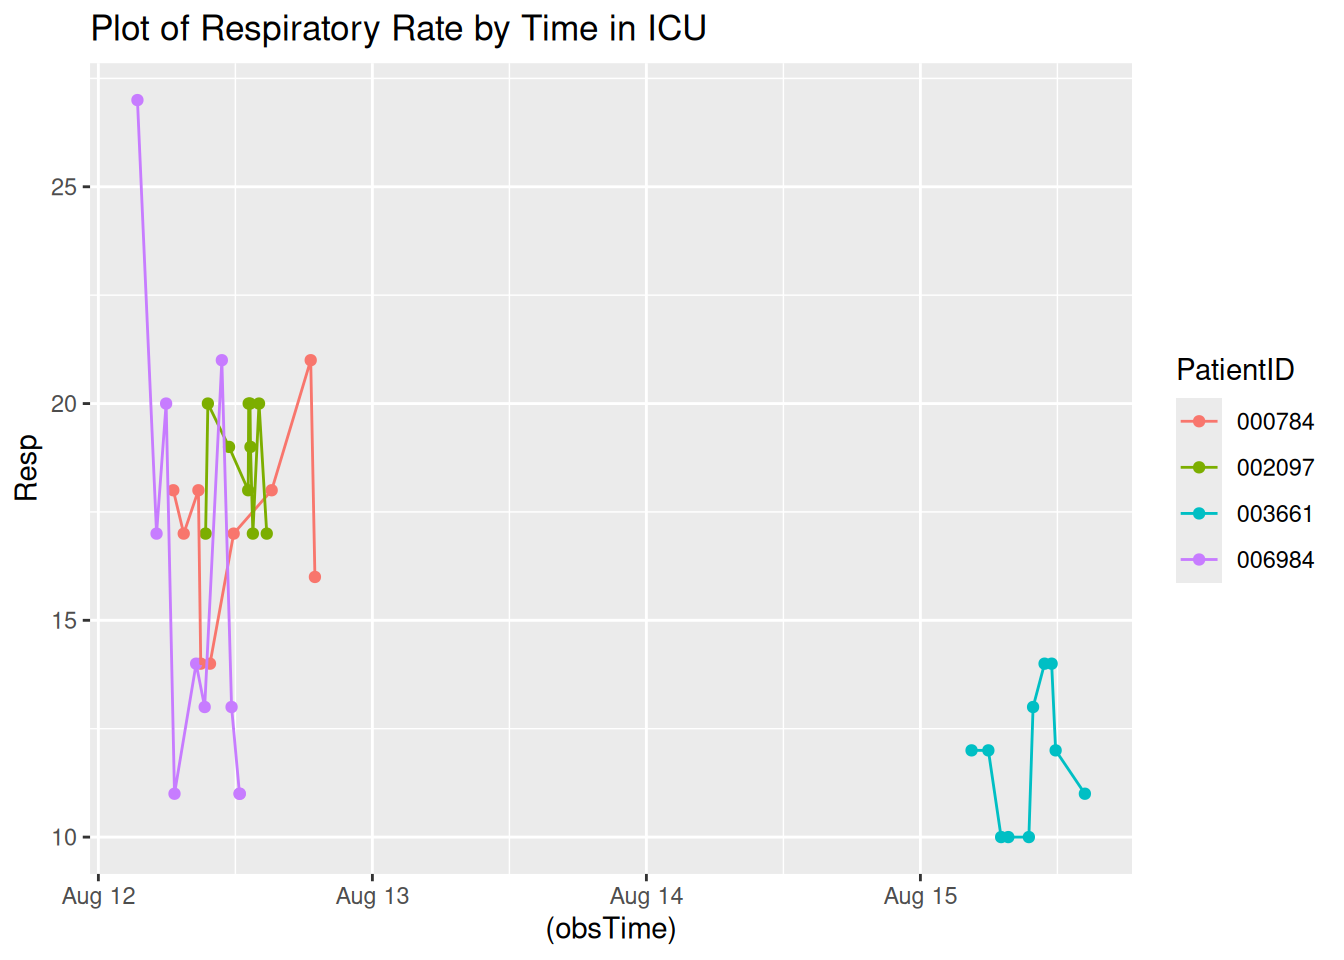 Plot of Respiratory Rate by Time in ICU
Resp
25
20
15
10
Aug 12
Aug 13
Aug 14
Aug 15
(obsTime)
PatientID
000784
002097
003661
006984